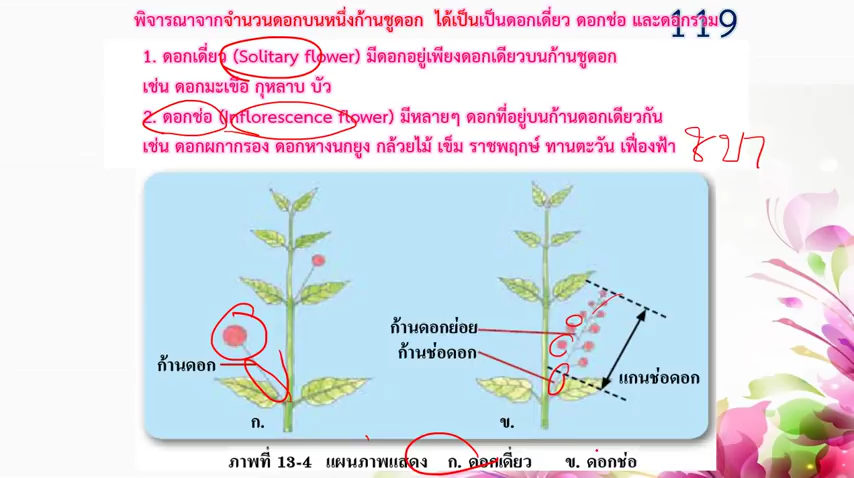 พิจารณาจากจำนวนดอกบนหนึ่งก้านชูดอก ได้เป็นเป็นดอกเดี่ยว ดอกช่อ และดอกรวม
119
1. ดอกเดี่ยว (Solitary flower) มีดอกอยู่เพียงดอกเดียวบนก้านชูดอก
เช่น ดอกมะเขือ กุหลาบ บัว
2. ดอกช่อ (Inflorescence flower) มีหลายๆ ดอกที่อยู่บนก้านดอกเดียวกัน
เช่น ดอกผกากรอง ดอกหางนกยูง กล้วยไม้ เข็ม ราชพฤกษ์ ทานตะวัน เฟื่องฟ้า
ก้านดอก
ก.
ก้านดอกย่อย
ก้านช่อดอก
แกนช่อดอก
ข.
ภาพที่ 13-4 แผนภาพแสดง ก. ดอกเดี่ยว ข. ดอกช่อ